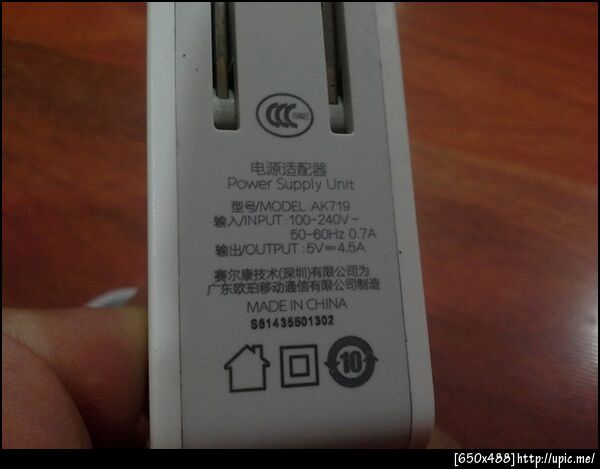 CCC S&E
电源适配器
Power Supply Unit
型号/MODEL:AK719
输入/INPUT:100-240V~
50-60Hz 0.7A
输出/OUTPUT:5V⎓4.5A
赛尔康技术(深圳)有限公司为
广东欧珀移动通信有限公司制造
MADE IN CHINA
S61435501302
10
[650x488]http://upic.me/